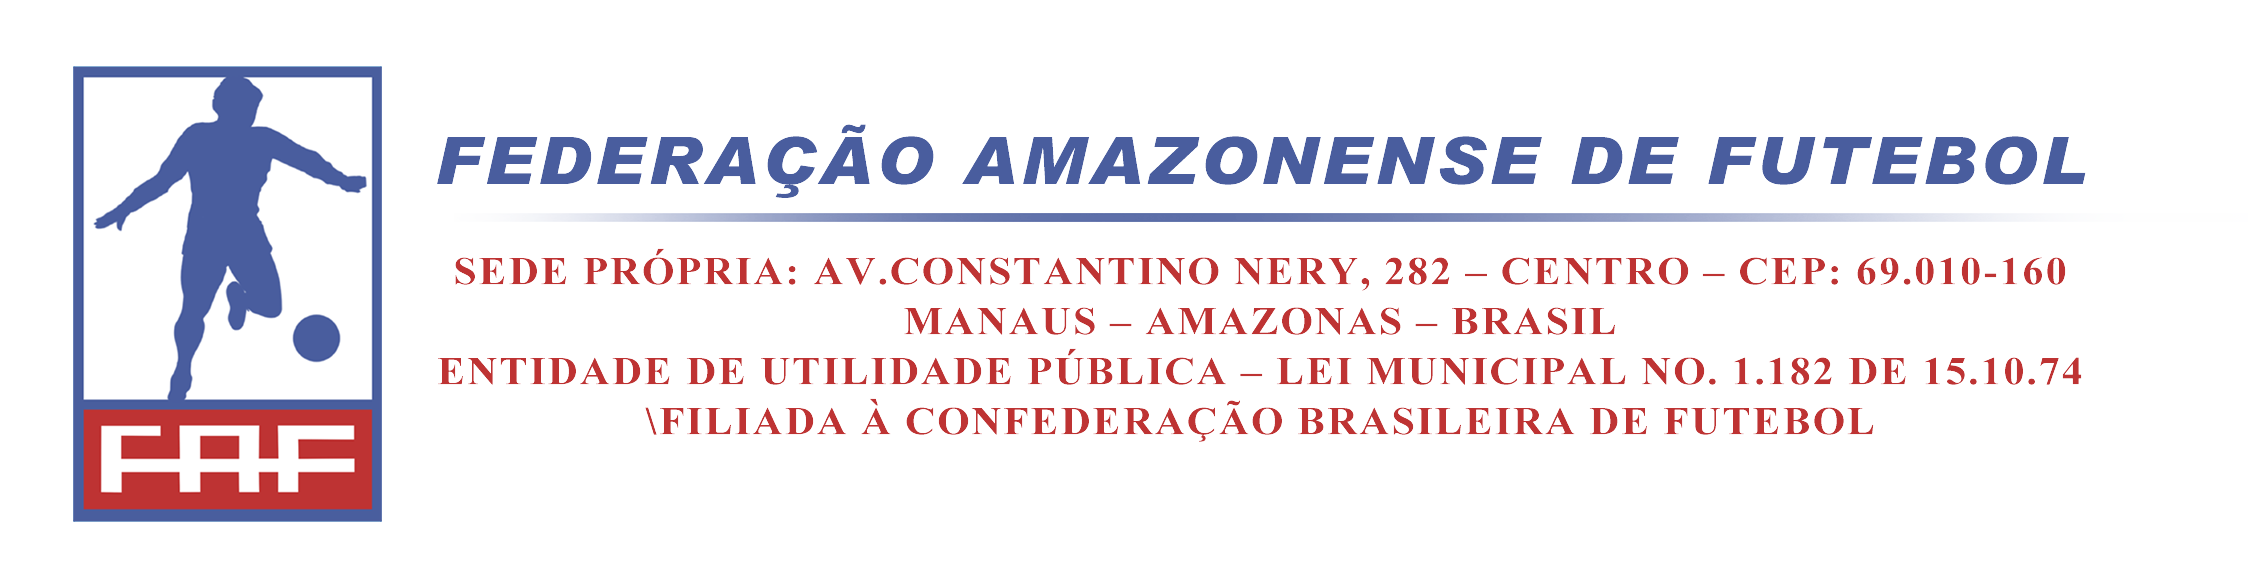 FEDERAÇÃO AMAZONENSE DE FUTEBOL
SEDE PRÓPRIA: AV.CONSTANTINO NERY, 282 – CENTRO – CEP: 69.010-160
MANAUS – AMAZONAS – BRASIL
ENTIDADE DE UTILIDADE PÚBLICA – LEI MUNICIPAL NO. 1.182 DE 15.10.74
\FILIADA À CONFEDERAÇÃO BRASILEIRA DE FUTEBOL
FAF